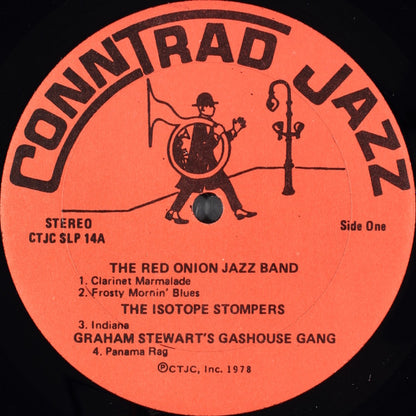 CONNTRAD JAZZ
STEREO
CTJC SLP 14A
Side One
THE RED ONION JAZZ BAND
1. Clarinet Marmalade
2. Frosty Mornin' Blues
THE ISOTOPE STOMPERS
3. Indiana
GRAHAM STEWART'S GASHOUSE GANG
4. Panama Rag
℗CTJC, Inc. 1978